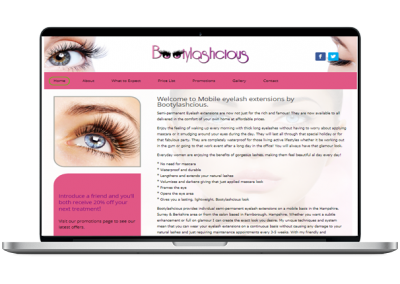 Bootylashcious
Home About What to Expect Price List Promotions Gallery Contact
Welcome to Mobile eyelash extensions by
Bootylashcious.
Semi-permanent Eyelash extensions are now not just for the rich and famous! They are now available to all
delivered in the comfort of your own home at affordable prices.
Enjoy the feeling of waking up every morning with thick long eyelashes without having to worry about applying
mascara or it smudging around your eyes during the day. They will last all through that special holiday or for
that fabulous party. They are completely waterproof for those living active lifestyles whether it be working out
in the gym or going to that work event after a long day in the office! You will always have that glamour look.
Everyday women are enjoying the benefits of gorgeous lashes making them feel beautiful all day every day!
* No need for mascara
* Waterproof and durable
* Lengthens and extends your natural lashes
* Voluminous and darkens giving that just applied mascara look
* Frames the eye
* Opens the eye area
* Gives you a lasting, lightweight, Bootylashcious look
Introduce a friend and you'll
both receive 20% off your
next treatment!
Visit our promotions page to see our
latest offers.
Bootylashcious provides individual semi-permanent eyelash extensions on a mobile basis in the Hampshire,
Surrey & Berkshire area or from the salon based in Farnborough, Hampshire. Whether you want a subtle
enhancement or full on glamour I can create the exact look you desire. My unique techniques and system
mean that you can wear your eyelash extensions on a continuous basis without causing any damage to your
natural lashes and just requiring maintenance appointments every 2-3 weeks. With my friendly and